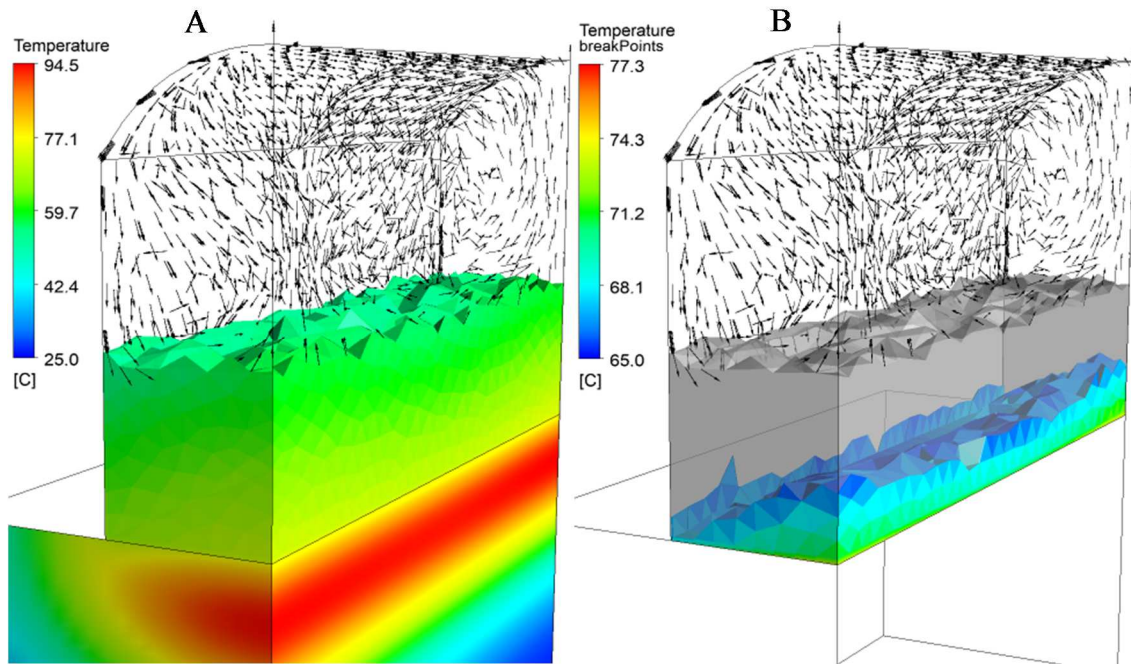 A
Temperature
94.5
77.1
59.7
42.4
25.0
[C]
B
Temperature
breakPoints
77.3
74.3
71.2
68.1
65.0
[C]